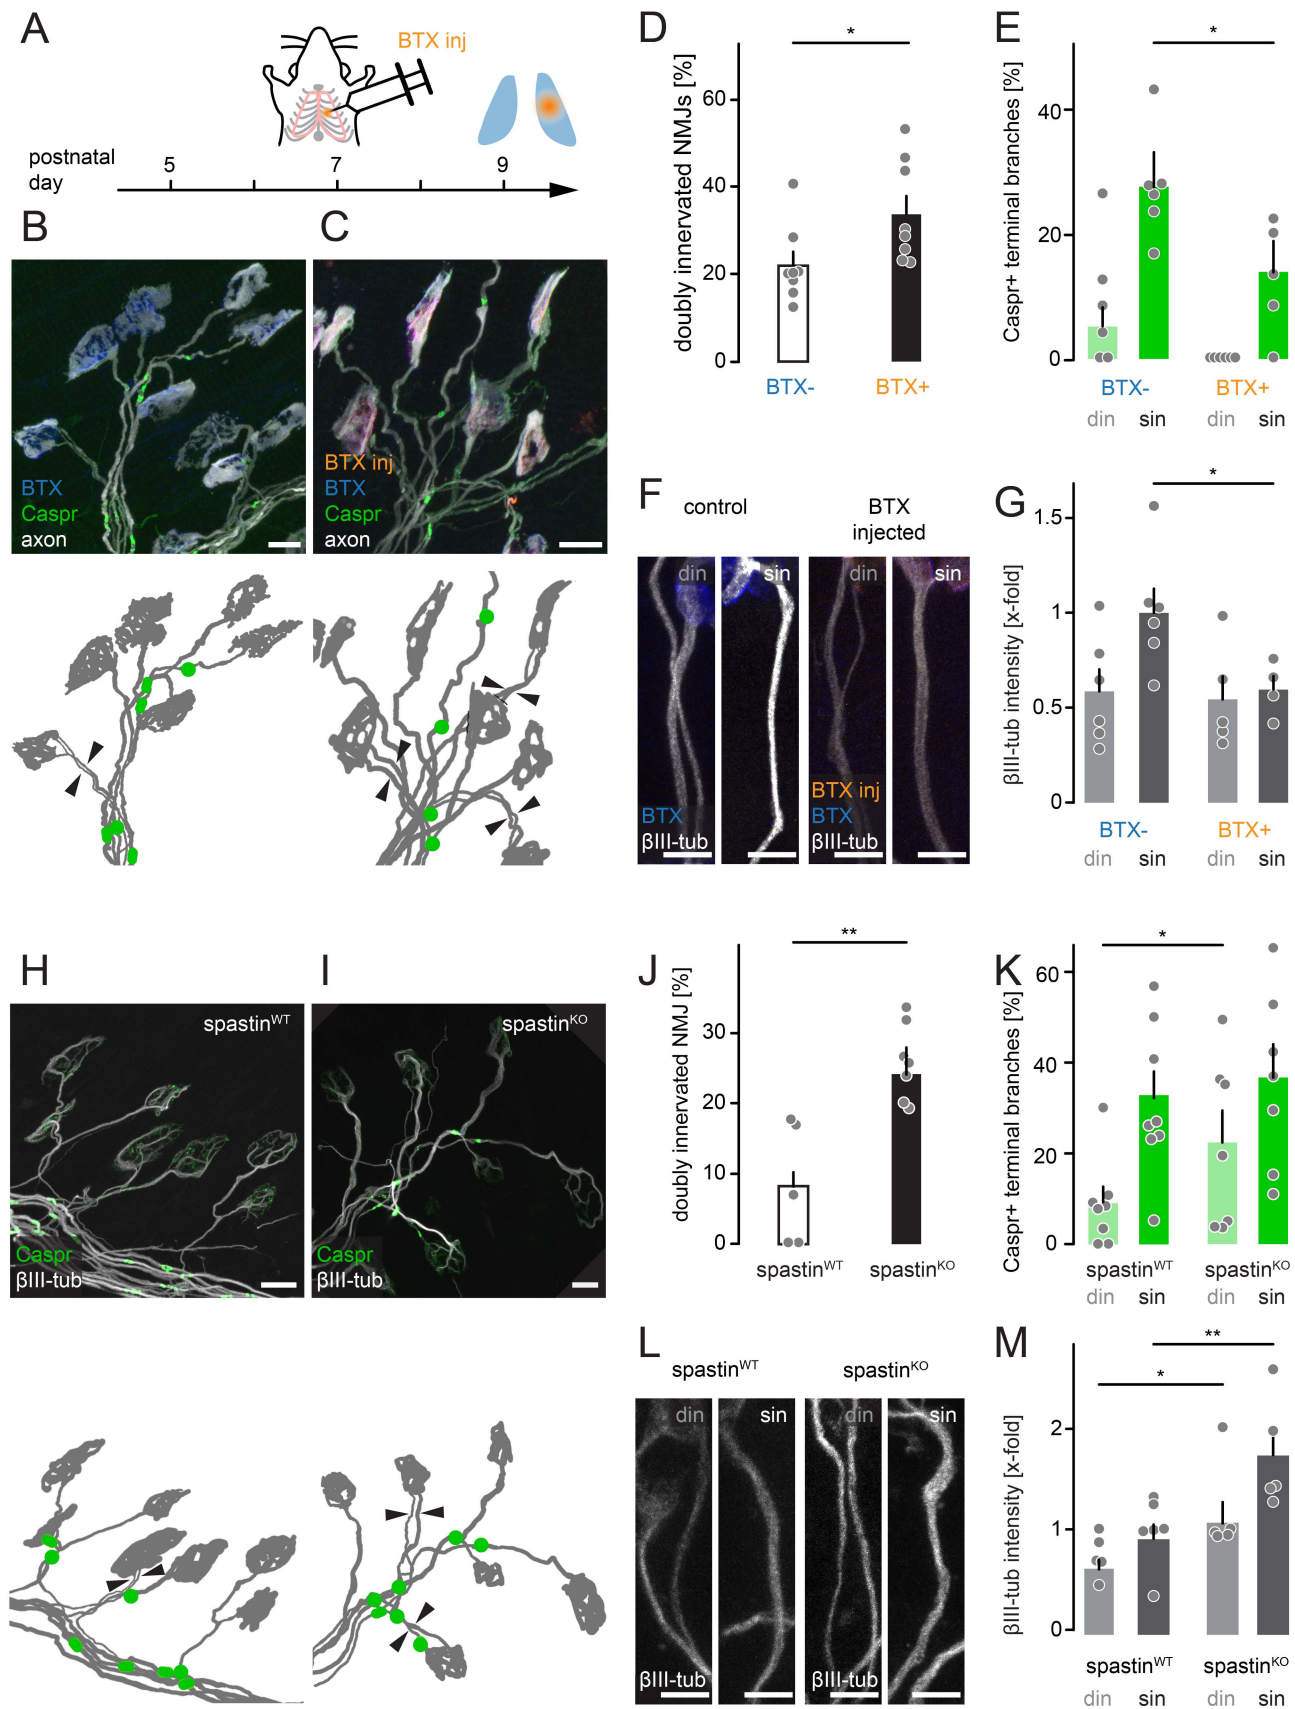 A
BTX inj
postnatal
day
5
7
9
B
C
BTX
Caspr
axon
BTX inj
BTX
Caspr
axon
D
*
doubly innervated NMJs [%]
60
40
20
0
BTX-
BTX+
E
*
Caspr+ terminal branches [%]
40
20
0
BTX-
BTX+
din
sin
din
sin
F
control
BTX
injected
din
sin
din
sin
BTX
βIII-tub
BTX inj
BTX
βIII-tub
G
*
βIII-tub intensity [x-fold]
1.5
1
0.5
0
BTX-
BTX+
din
sin
din
sin
H
I
spastinWT
spastinKO
Caspr
βIII-tub
Caspr
βIII-tub
J
**
doubly innervated NMJ [%]
30
20
10
0
spastinWT
spastinKO
K
*
Caspr+ terminal branches [%]
60
40
20
0
spastinWT
spastinKO
din
sin
din
sin
L
spastinWT
spastinKO
din
sin
din
sin
βIII-tub
βIII-tub
M
**
*
βIII-tub intensity [x-fold]
2
1
0
spastinWT
spastinKO
din
sin
din
sin